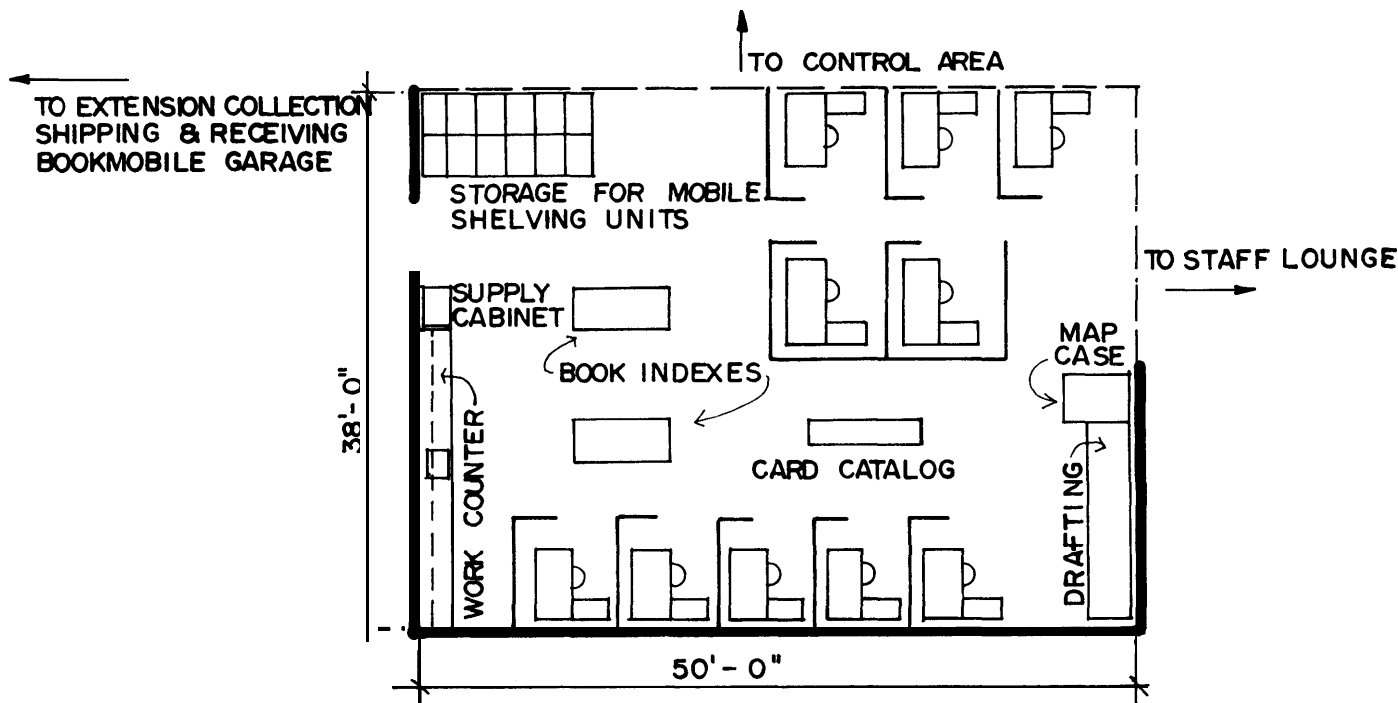 TO CONTROL AREA
TO EXTENSION COLLECTION
SHIPPING & RECEIVING
BOOKMOBILE GARAGE
STORAGE FOR MOBILE
SHELVING UNITS
TO STAFF LOUNGE
SUPPLY
CABINET
MAP
CASE
BOOK INDEXES
38'-0"
WORK COUNTER
CARD CATALOG
DRAFTING
50'-0"